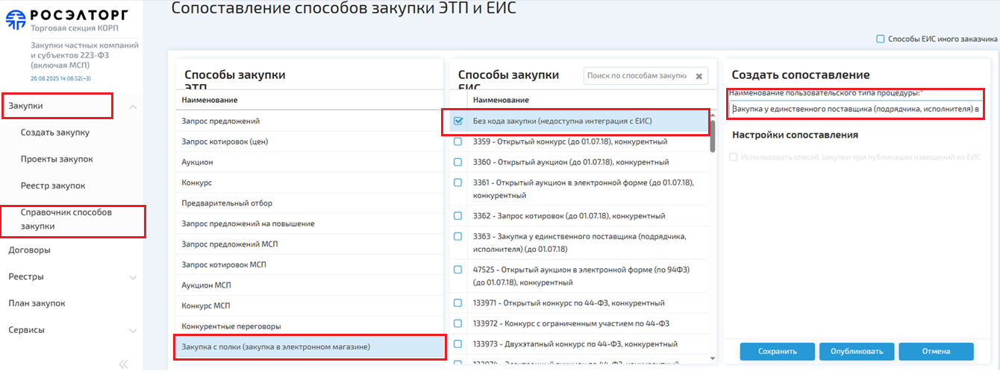 Сопоставление способов закупки ЭТП и ЕИС
РОСЭЛТОРГ
Торговая секция КОРП
Закупки частных компаний
и субъектов 223-ФЗ
(включая МСП)
26.08.2025 14:06:52(+3)
Закупки
Создать закупку
Проекты закупок
Реестр закупок
Справочник способов
закупки
Договоры
Реестры
План закупок
Сервисы
Способы ЕИС иного заказчика
Способы закупки
ЭТП
Наименование
Запрос предложений
Запрос котировок (цен)
Аукцион
Конкурс
Предварительный отбор
Запрос предложений на повышение
Запрос предложений МСП
Запрос котировок МСП
Аукцион МСП
Конкурс МСП
Конкурентные переговоры
Закупка с полки (закупка в электронном магазине)
Способы закупки
ЕИС
Поиск по способам закупки
Наименование
Без кода закупки (недоступна интеграция с ЕИС)
3359 - Открытый конкурс (до 01.07.18), конкурентный
3360 - Открытый аукцион (до 01.07.18), конкурентный
3361 - Открытый аукцион в электронной форме (до 01.07.18),
конкурентный
3362 - Запрос котировок (до 01.07.18), конкурентный
3363 - Закупка у единственного поставщика (подрядчика,
исполнителя) (до 01.07.18)
47525 - Открытый аукцион в электронной форме (по 94ФЗ)
(до 01.07.18), конкурентный
133971 - Открытый конкурс по 44-ФЗ, конкурентный
133972 - Конкурс с ограниченным участием по 44-ФЗ
133973 - Двухэтапный конкурс по 44-ФЗ, конкурентный
Создать сопоставление
Наименование пользовательского типа процедуры:*
Закупка у единственного поставщика (подрядчика, исполнителя) в
Настройки сопоставления
Использовать способ закупки при публикации извещений из ЕИС
Сохранить
Опубликовать
Отмена